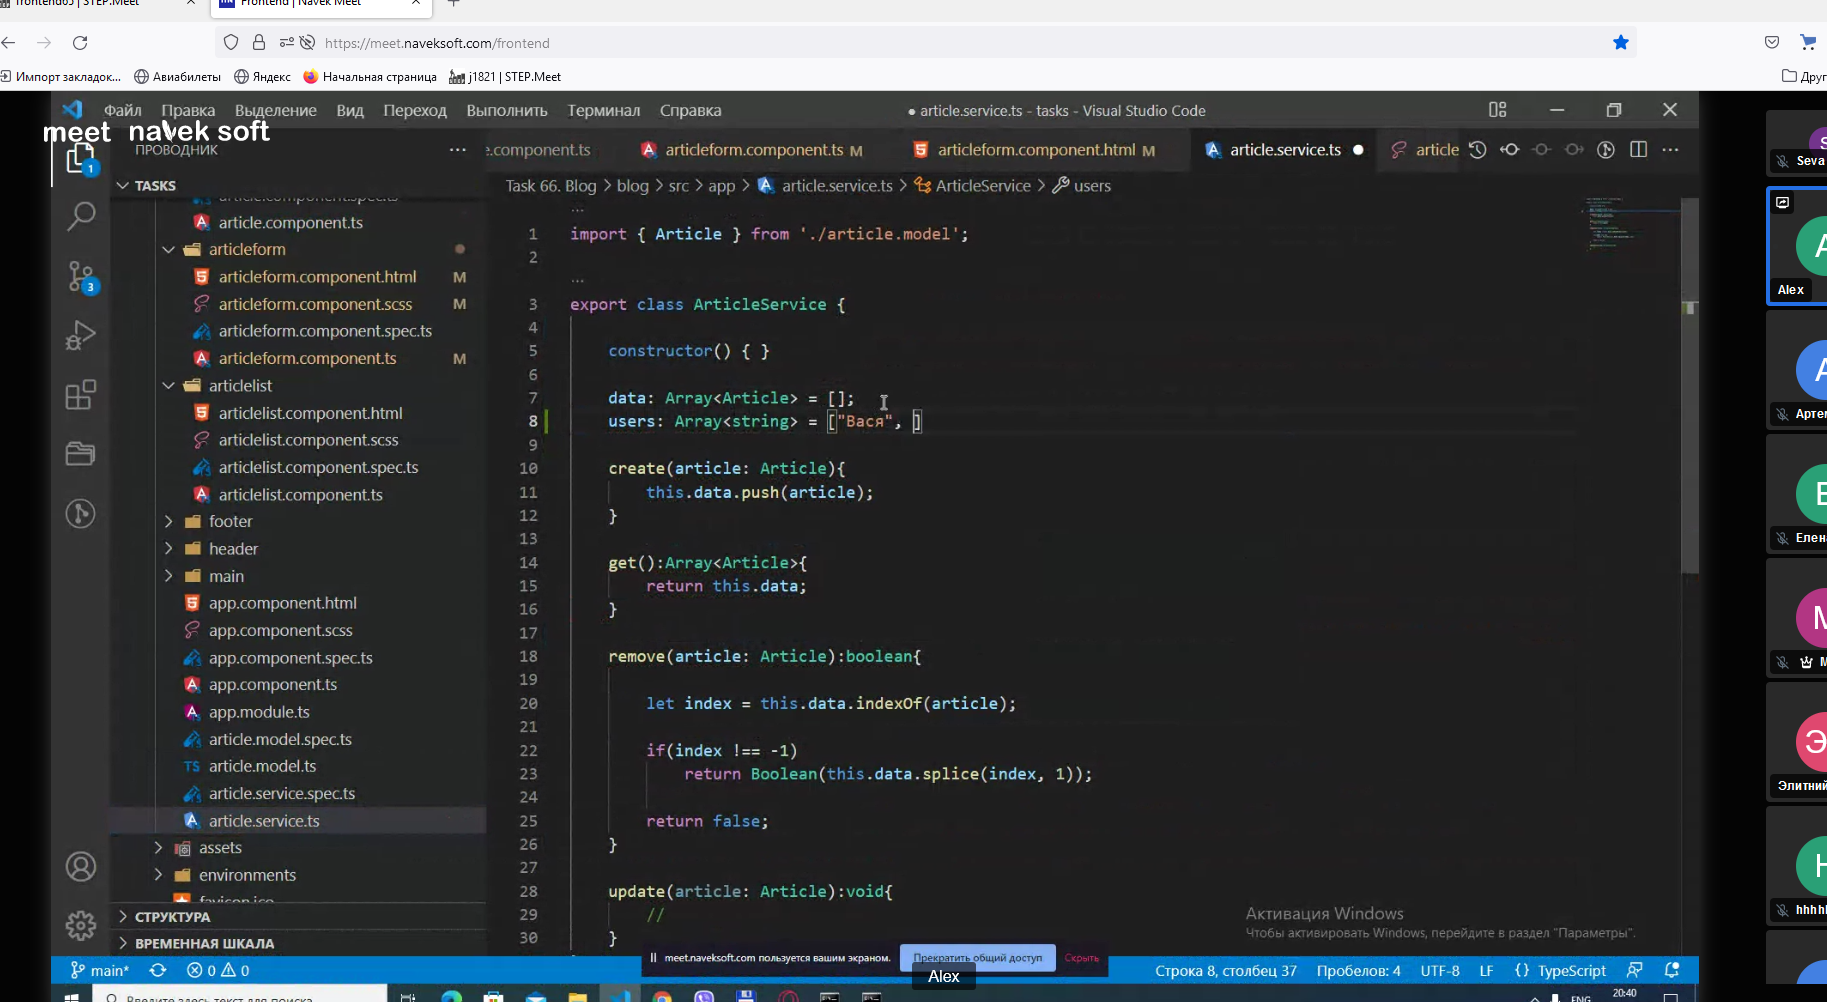 frontend65 | STEP.Meet
Frontend | Navek Meet
https://meet.naveksoft.com/frontend
Импорт закладок...
Авиабилеты
Яндекс
Начальная страница
j1821 | STEP.Meet
Файл Правка Выделение Вид Переход Выполнить Терминал Справка
● article.service.ts - tasks - Visual Studio Code
meet navek soft
ПРОВОДНИК
e.component.ts
articleform.component.ts M
articleform.component.html M
article.service.ts
article
TASKS
Task 66. Blog > blog > src > app > article.service.ts > ArticleService > users
article.component.ts
articleform
articleform.component.html M
articleform.component.scss M
articleform.component.spec.ts
articleform.component.ts M
articlelist
articlelist.component.html
articlelist.component.scss
articlelist.component.spec.ts
articlelist.component.ts
footer
header
main
app.component.html
app.component.scss
app.component.spec.ts
app.component.ts
app.module.ts
article.model.spec.ts
article.model.ts
article.service.spec.ts
article.service.ts
assets
environments
favicon.ico
СТРУКТУРА
ВРЕМЕННАЯ ШКАЛА
1 import { Article } from './article.model';
2
3 export class ArticleService {
4
5 constructor() { }
6
7 data: Array<Article> = [];
8 users: Array<string> = ["Вася", ]
9
10 create(article: Article){
11 this.data.push(article);
12 }
13
14 get():Array<Article>{
15 return this.data;
16 }
17
18 remove(article: Article):boolean{
19
20 let index = this.data.indexOf(article);
21
22 if(index !== -1)
23 return Boolean(this.data.splice(index, 1));
24
25 return false;
26 }
27
28 update(article: Article):void{
29 //
30 }
Активация Windows
Чтобы активировать Windows, перейдите в раздел "Параметры".
meet.naveksoft.com пользуется вашим экраном.
Прекратить общий доступ
Скрыть
Alex
main*
0 0
Строка 8, столбец 37
Пробелов: 4
UTF-8
LF
{} TypeScript
Введите здесь текст для поиска
ENG
20:40
Seva
Alex
Элитний
hhhh